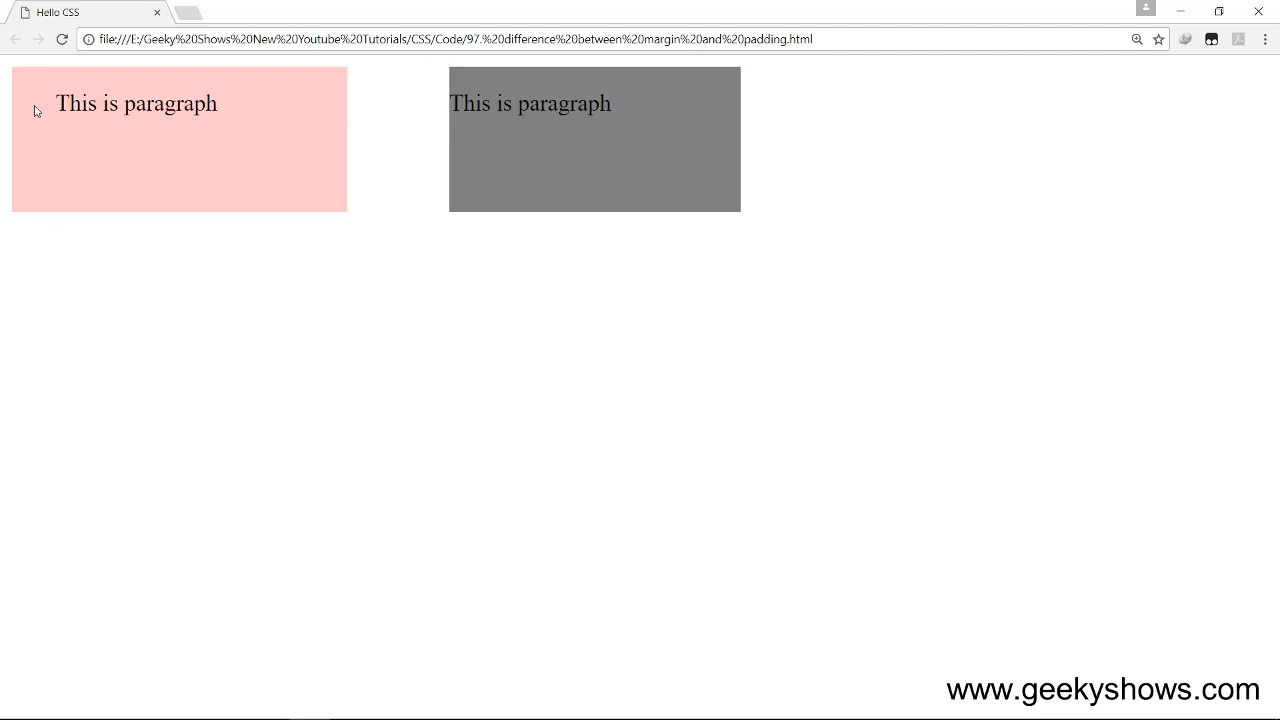 Hello CSS
file:///E:/Geeky%20Shows%20New%20Youtube%20Tutorials/CSS/Code/97.%20difference%20between%20margin%20and%20padding.html
This is paragraph This is paragraph
www.geekyshows.com